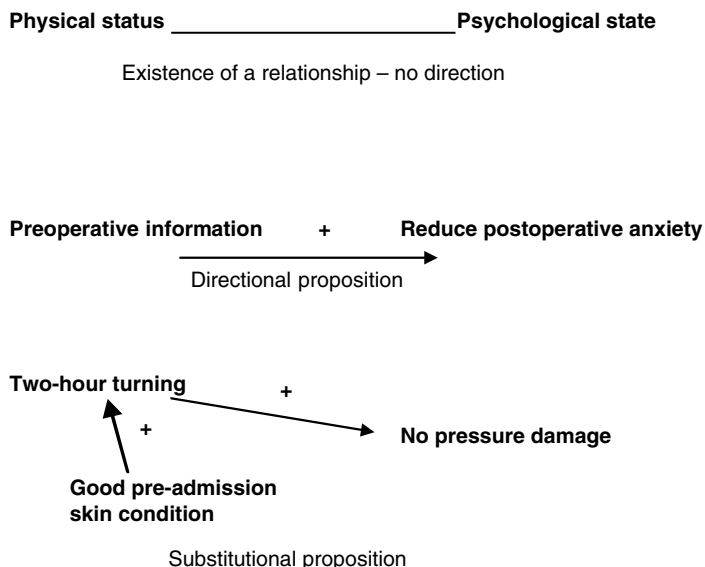 Physical status Psychological state
Existence of a relationship – no direction
Preoperative information + Reduce postoperative anxiety
Directional proposition
Two-hour turning
+
No pressure damage
+
Good pre-admission
skin condition
Substitutional proposition